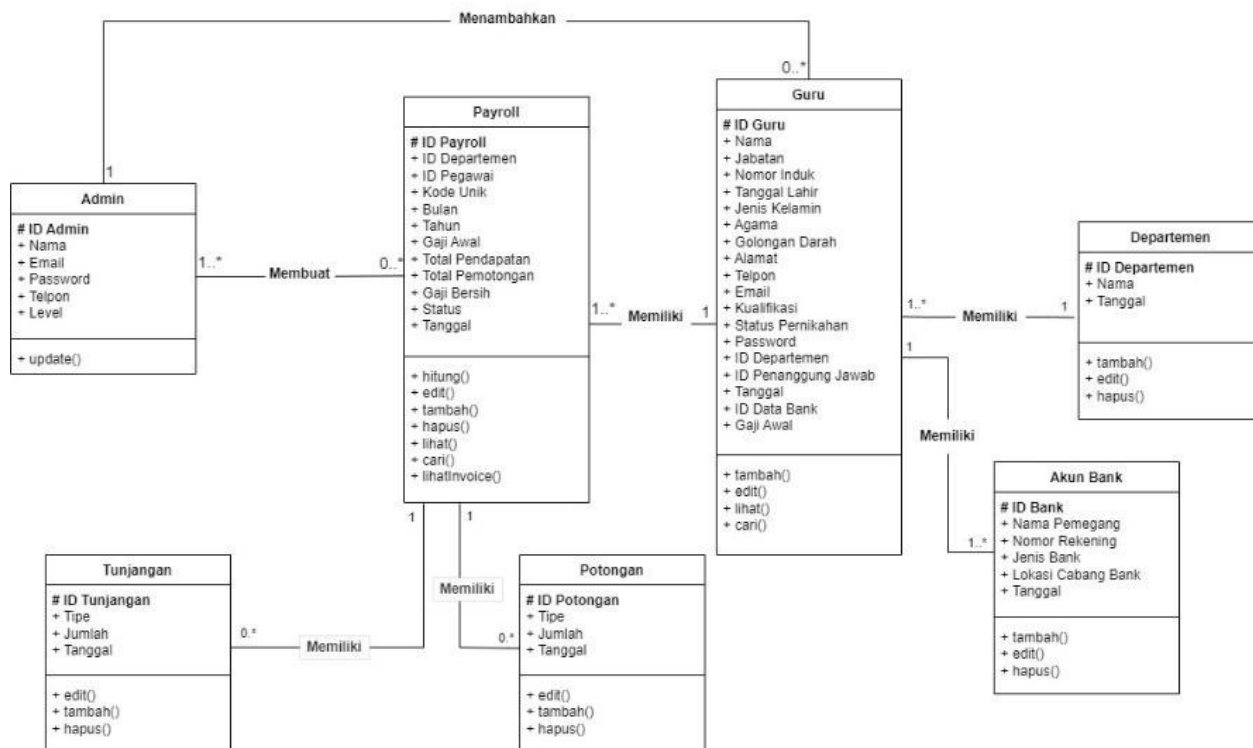 Menambahkan
1
0..*
Admin
# ID Admin
+ Nama
+ Email
+ Password
+ Telpon
+ Level
+ update()
1..*
Membuat
0..*
Payroll
# ID Payroll
+ ID Departemen
+ ID Pegawai
+ Kode Unik
+ Bulan
+ Tahun
+ Gaji Awal
+ Total Pendapatan
+ Total Pemotongan
+ Gaji Bersih
+ Status
+ Tanggal
+ hitung()
+ edit()
+ tambah()
+ hapus()
+ lihat()
+ cari()
+ lihatInvoice()
1..*
Memiliki
1
Guru
# ID Guru
+ Nama
+ Jabatan
+ Nomor Induk
+ Tanggal Lahir
+ Jenis Kelamin
+ Agama
+ Golongan Darah
+ Alamat
+ Telpon
+ Email
+ Kualifikasi
+ Status Pernikahan
+ Password
+ ID Departemen
+ ID Penanggung Jawab
+ Tanggal
+ ID Data Bank
+ Gaji Awal
+ tambah()
+ edit()
+ lihat()
+ cari()
1..*
Memiliki
1
Departemen
# ID Departemen
+ Nama
+ Tanggal
+ tambah()
+ edit()
+ hapus()
1
Memiliki
1..*
Akun Bank
# ID Bank
+ Nama Pemegang
+ Nomor Rekening
+ Jenis Bank
+ Lokasi Cabang Bank
+ Tanggal
+ tambah()
+ edit()
+ hapus()
1
Memiliki
0.*
Tunjangan
# ID Tunjangan
+ Tipe
+ Jumlah
+ Tanggal
+ edit()
+ tambah()
+ hapus()
1
Memiliki
0.*
Potongan
# ID Potongan
+ Tipe
+ Jumlah
+ Tanggal
+ edit()
+ tambah()
+ hapus()